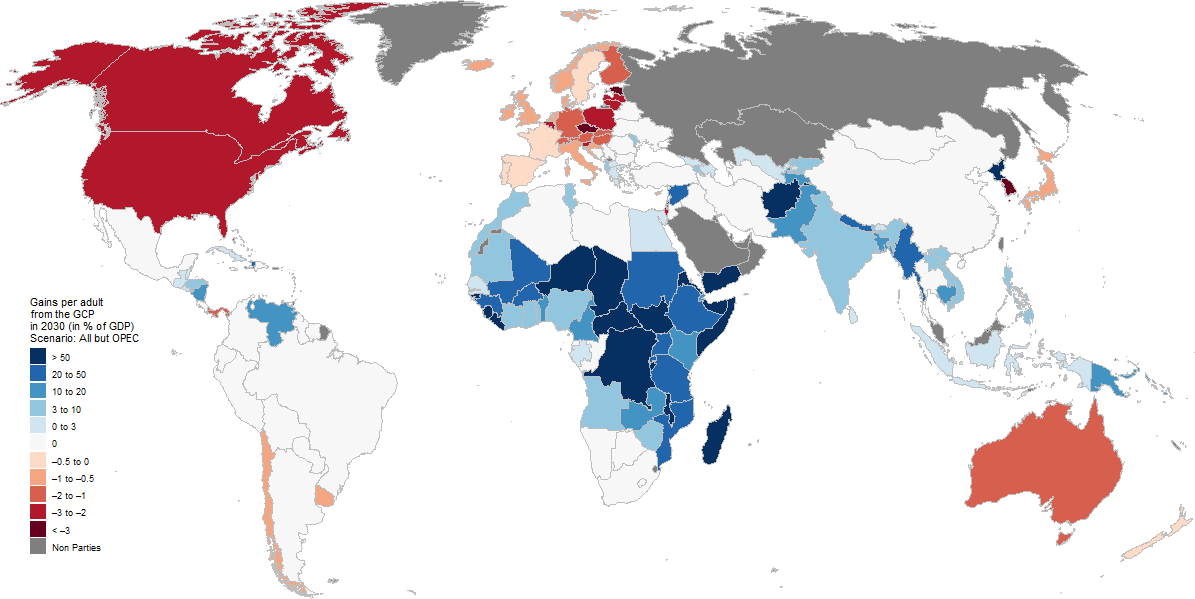 Gains per adult
from the GCP
in 2030 (in % of GDP)
Scenario: All but OPEC
> 50
20 to 50
10 to 20
3 to 10
0 to 3
0
–0.5 to 0
–1 to –0.5
–2 to –1
–3 to –2
< –3
Non Parties